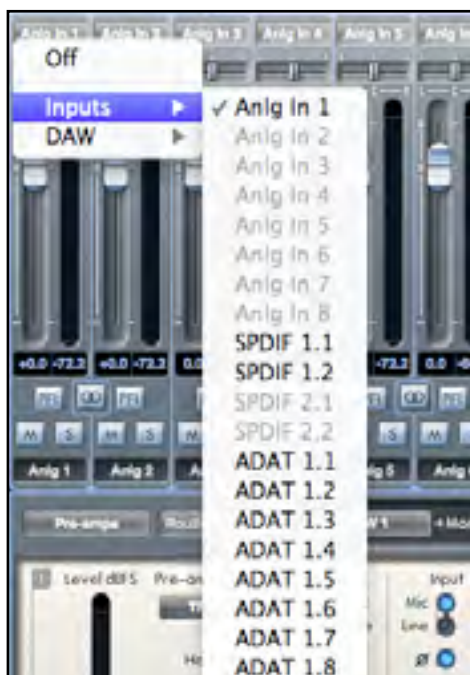 Anlg In 1 Anlg In 2 Anlg In 3 Anlg In 4 Anlg In 5 Anlg In
Off
Inputs
DAW
✓ Anlg In 1
Anlg In 2
Anlg In 3
Anlg In 4
Anlg In 5
Anlg In 6
Anlg In 7
Anlg In 8
SPDIF 1.1
SPDIF 1.2
SPDIF 2.1
SPDIF 2.2
ADAT 1.1
ADAT 1.2
ADAT 1.3
ADAT 1.4
ADAT 1.5
ADAT 1.6
ADAT 1.7
ADAT 1.8
+0.0 -72.2 +0.0 -72.2 0.0
M S M S M S M
Anlg 1 Anlg 2
Pre-amps
Level dBFS Pre-am
Input
Mic
Line
Ø